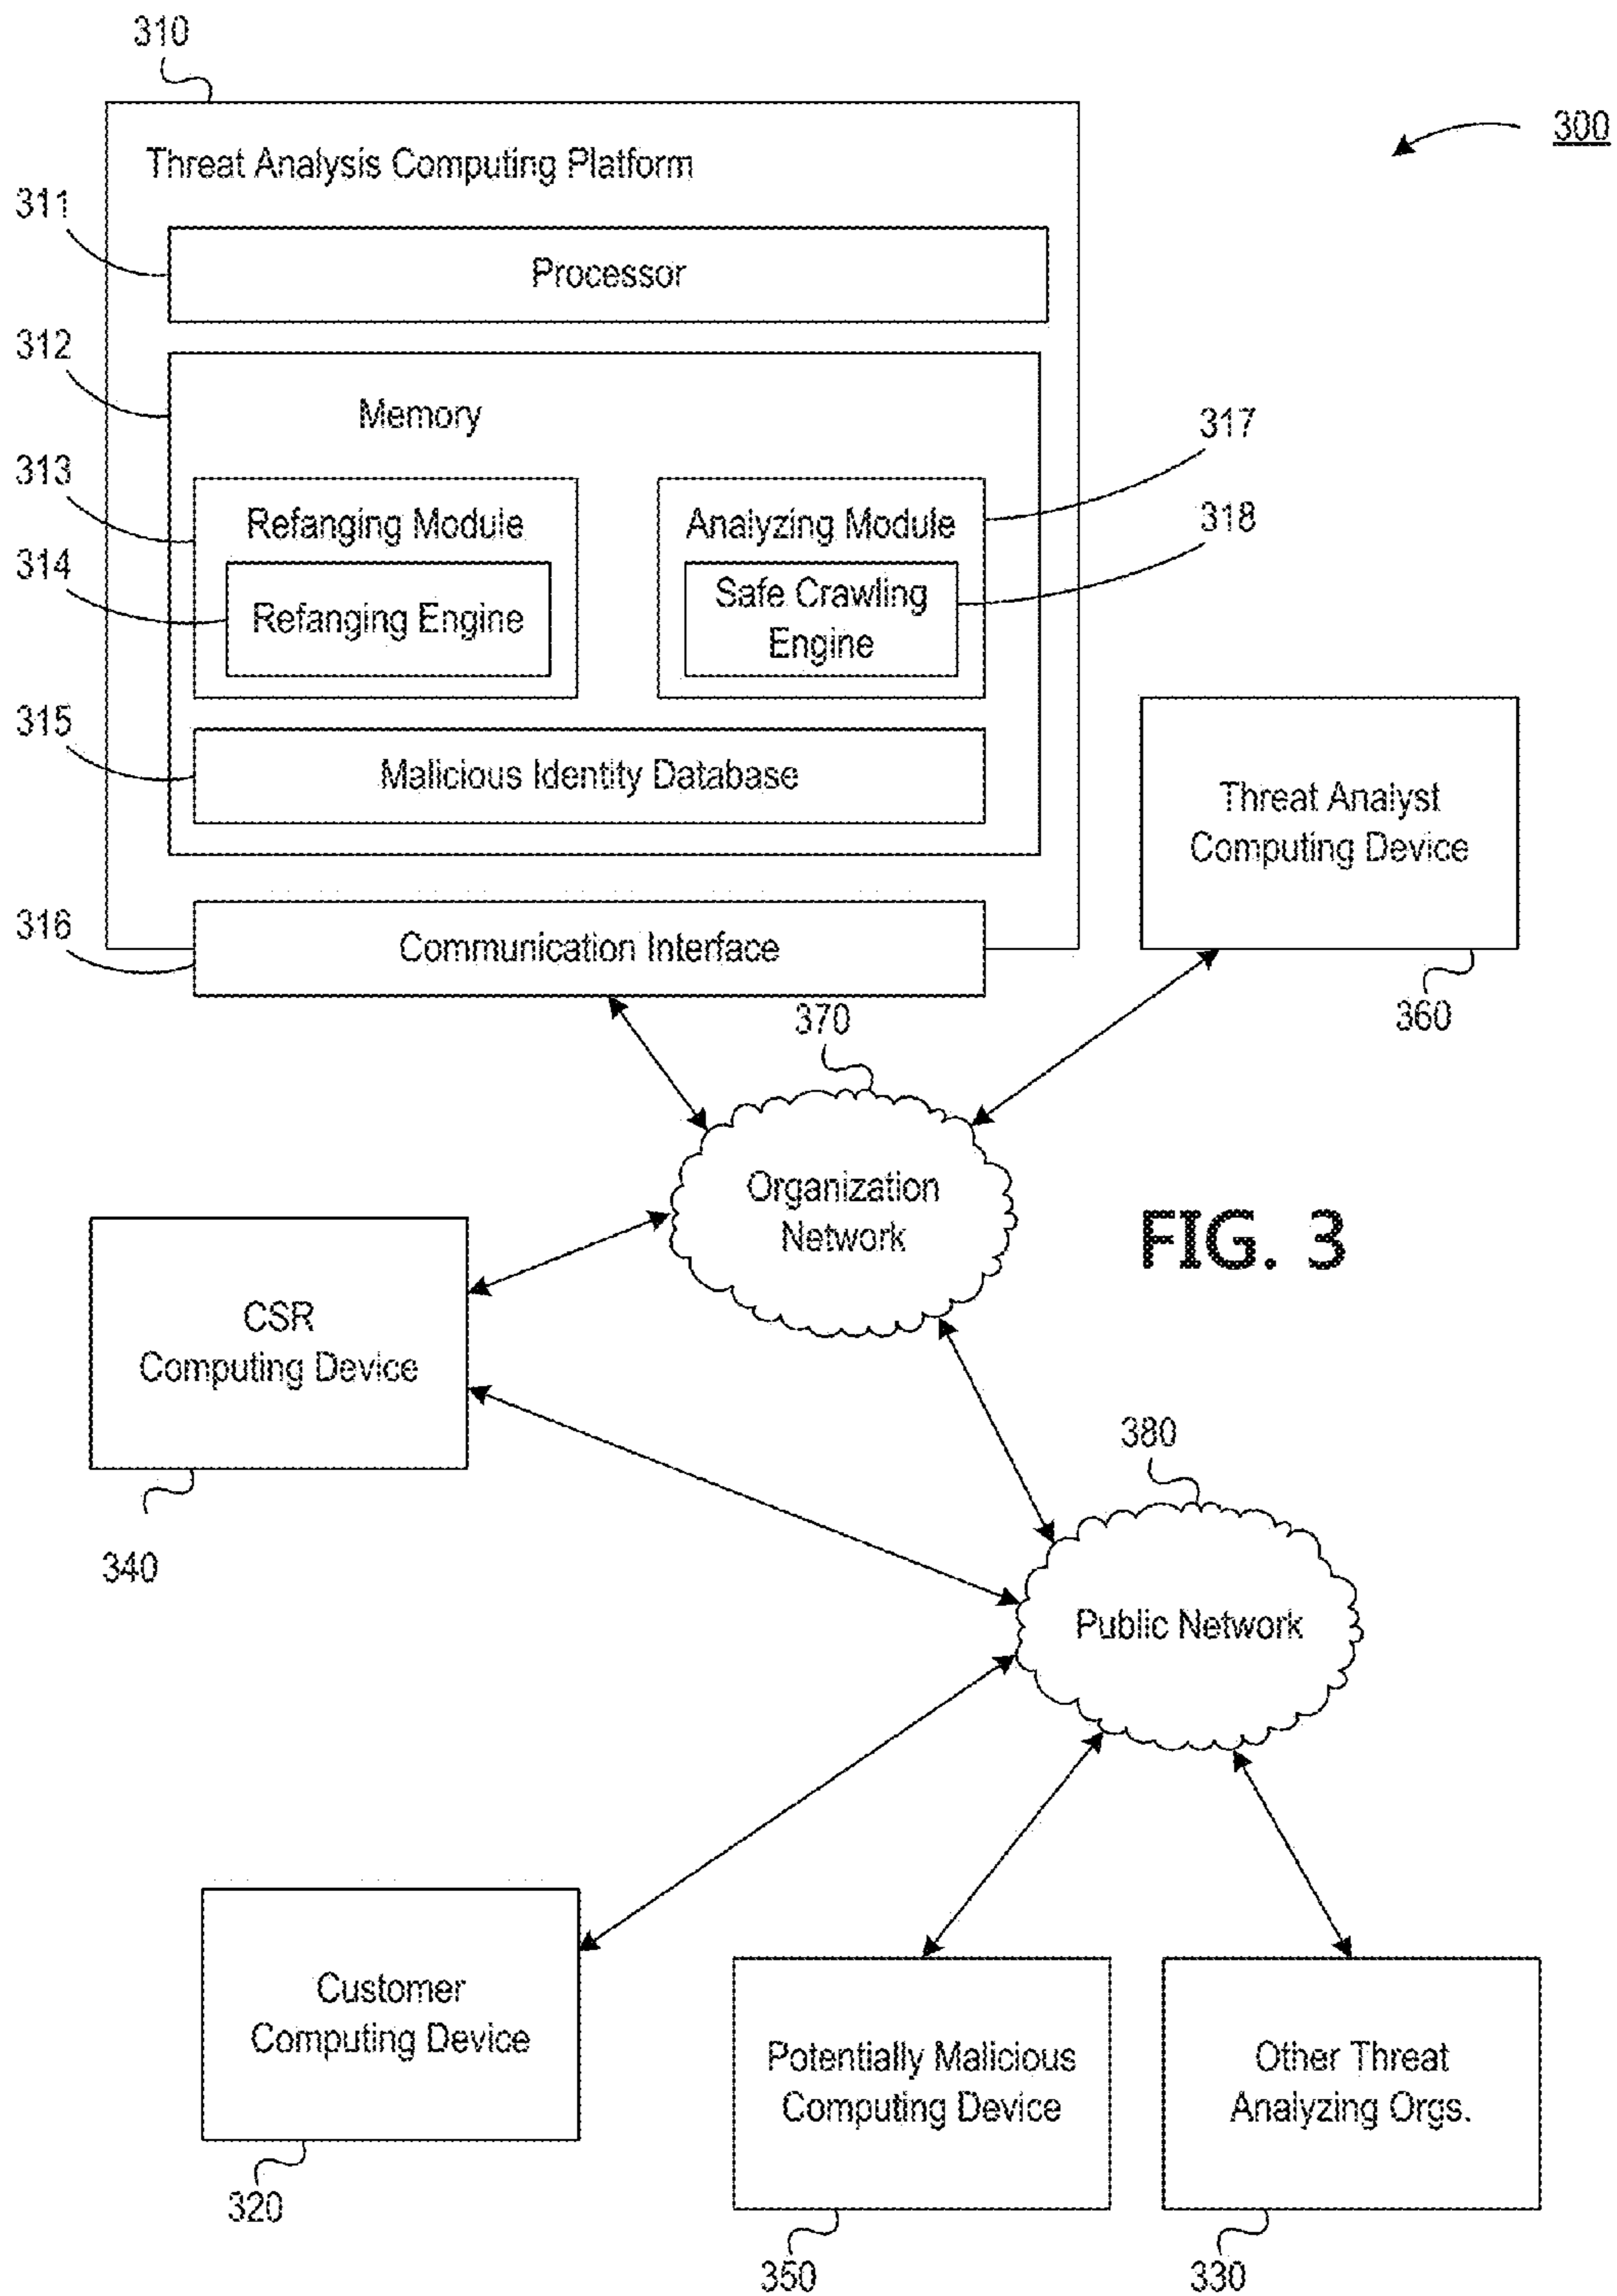 310
300
Threat Analysis Computing Platform
311
Processor
312
Memory
317
313
Refanging Module
Analyzing Module
318
314
Refanging Engine
Safe Crawling
Engine
315
Malicious Identity Database
Threat Analyst
Computing Device
316
Communication Interface
370
360
Organization
Network
FIG. 3
CSR
Computing Device
380
340
Public Network
Customer
Computing Device
Potentially Malicious
Computing Device
Other Threat
Analyzing Orgs.
320
350
330